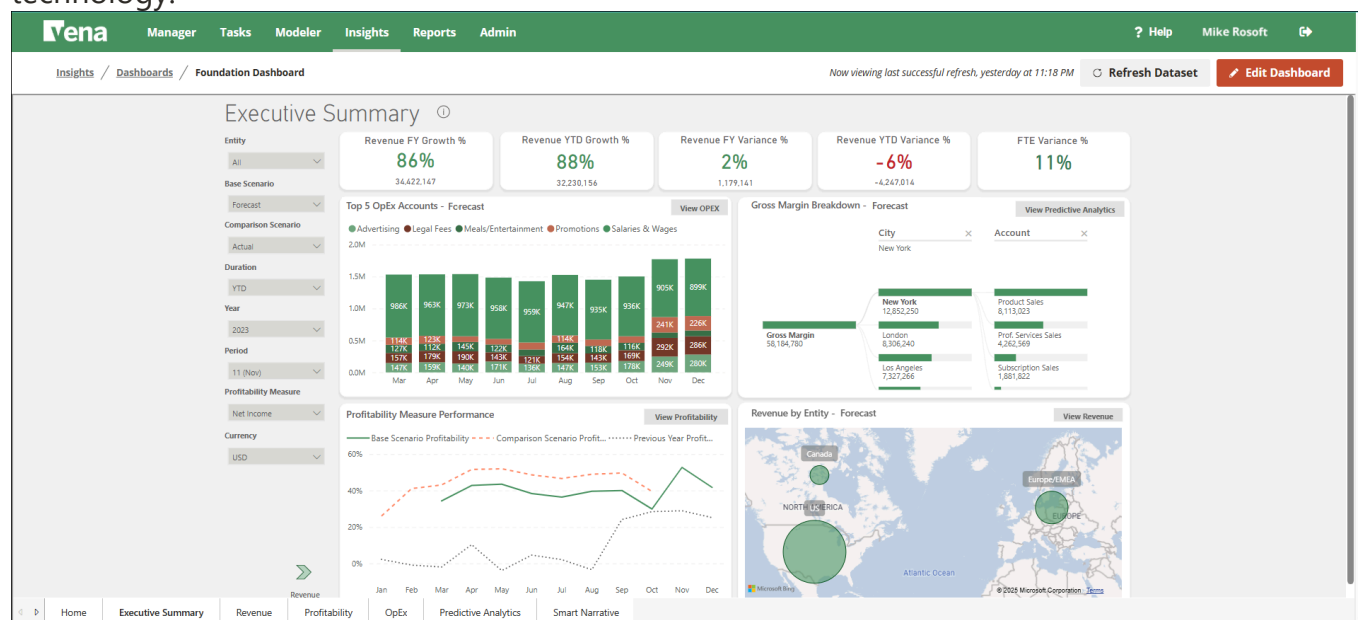 technology.
Vena Manager Tasks Modeler Insights Reports Admin ? Help Mike Rosoft
Insights / Dashboards / Foundation Dashboard Now viewing last successful refresh, yesterday at 11:18 PM Refresh Dataset Edit Dashboard
Executive Summary
Entity
All
Base Scenario
Forecast
Comparison Scenario
Actual
Duration
YTD
Year
2023
Period
11 (Nov)
Profitability Measure
Net Income
Currency
USD
Revenue
Revenue FY Growth %
86%
34,422,147
Revenue YTD Growth %
88%
32,230,156
Revenue FY Variance %
2%
1,179,141
Revenue YTD Variance %
-6%
-4,247,014
FTE Variance %
11%
Top 5 OpEx Accounts - Forecast View OPEX
Advertising Legal Fees Meals/Entertainment Promotions Salaries & Wages
2.0M
1.5M
1.0M
0.5M
0.0M
986K 963K 973K 958K 959K 947K 935K 936K 905K 899K
114K 123K 114K 241K 226K
127K 112K 145K 122K 164K 118K 116K
157K 179K 190K 143K 121K 154K 143K 169K 292K 286K
147K 159K 140K 171K 136K 147K 153K 178K 249K 280K
Mar Apr May Jun Jul Aug Sep Oct Nov Dec
Gross Margin Breakdown - Forecast View Predictive Analytics
City × Account ×
New York
Gross Margin
58,184,780
New York
12,852,250
London
8,306,240
Los Angeles
7,327,266
Product Sales
8,113,023
Prof. Services Sales
4,262,569
Subscription Sales
1,881,822
Profitability Measure Performance View Profitability
Base Scenario Profitability Comparison Scenario Profit... Previous Year Profit...
60%
40%
20%
0%
Jan Feb Mar Apr May Jun Jul Aug Sep Oct Nov Dec
Revenue by Entity - Forecast View Revenue
Canada
Europe/EMEA
NORTH AMERICA
EUROPE
Atlantic Ocean
Microsoft Bing
© 2025 Microsoft Corporation Terms
Home Executive Summary Revenue Profitability OpEx Predictive Analytics Smart Narrative